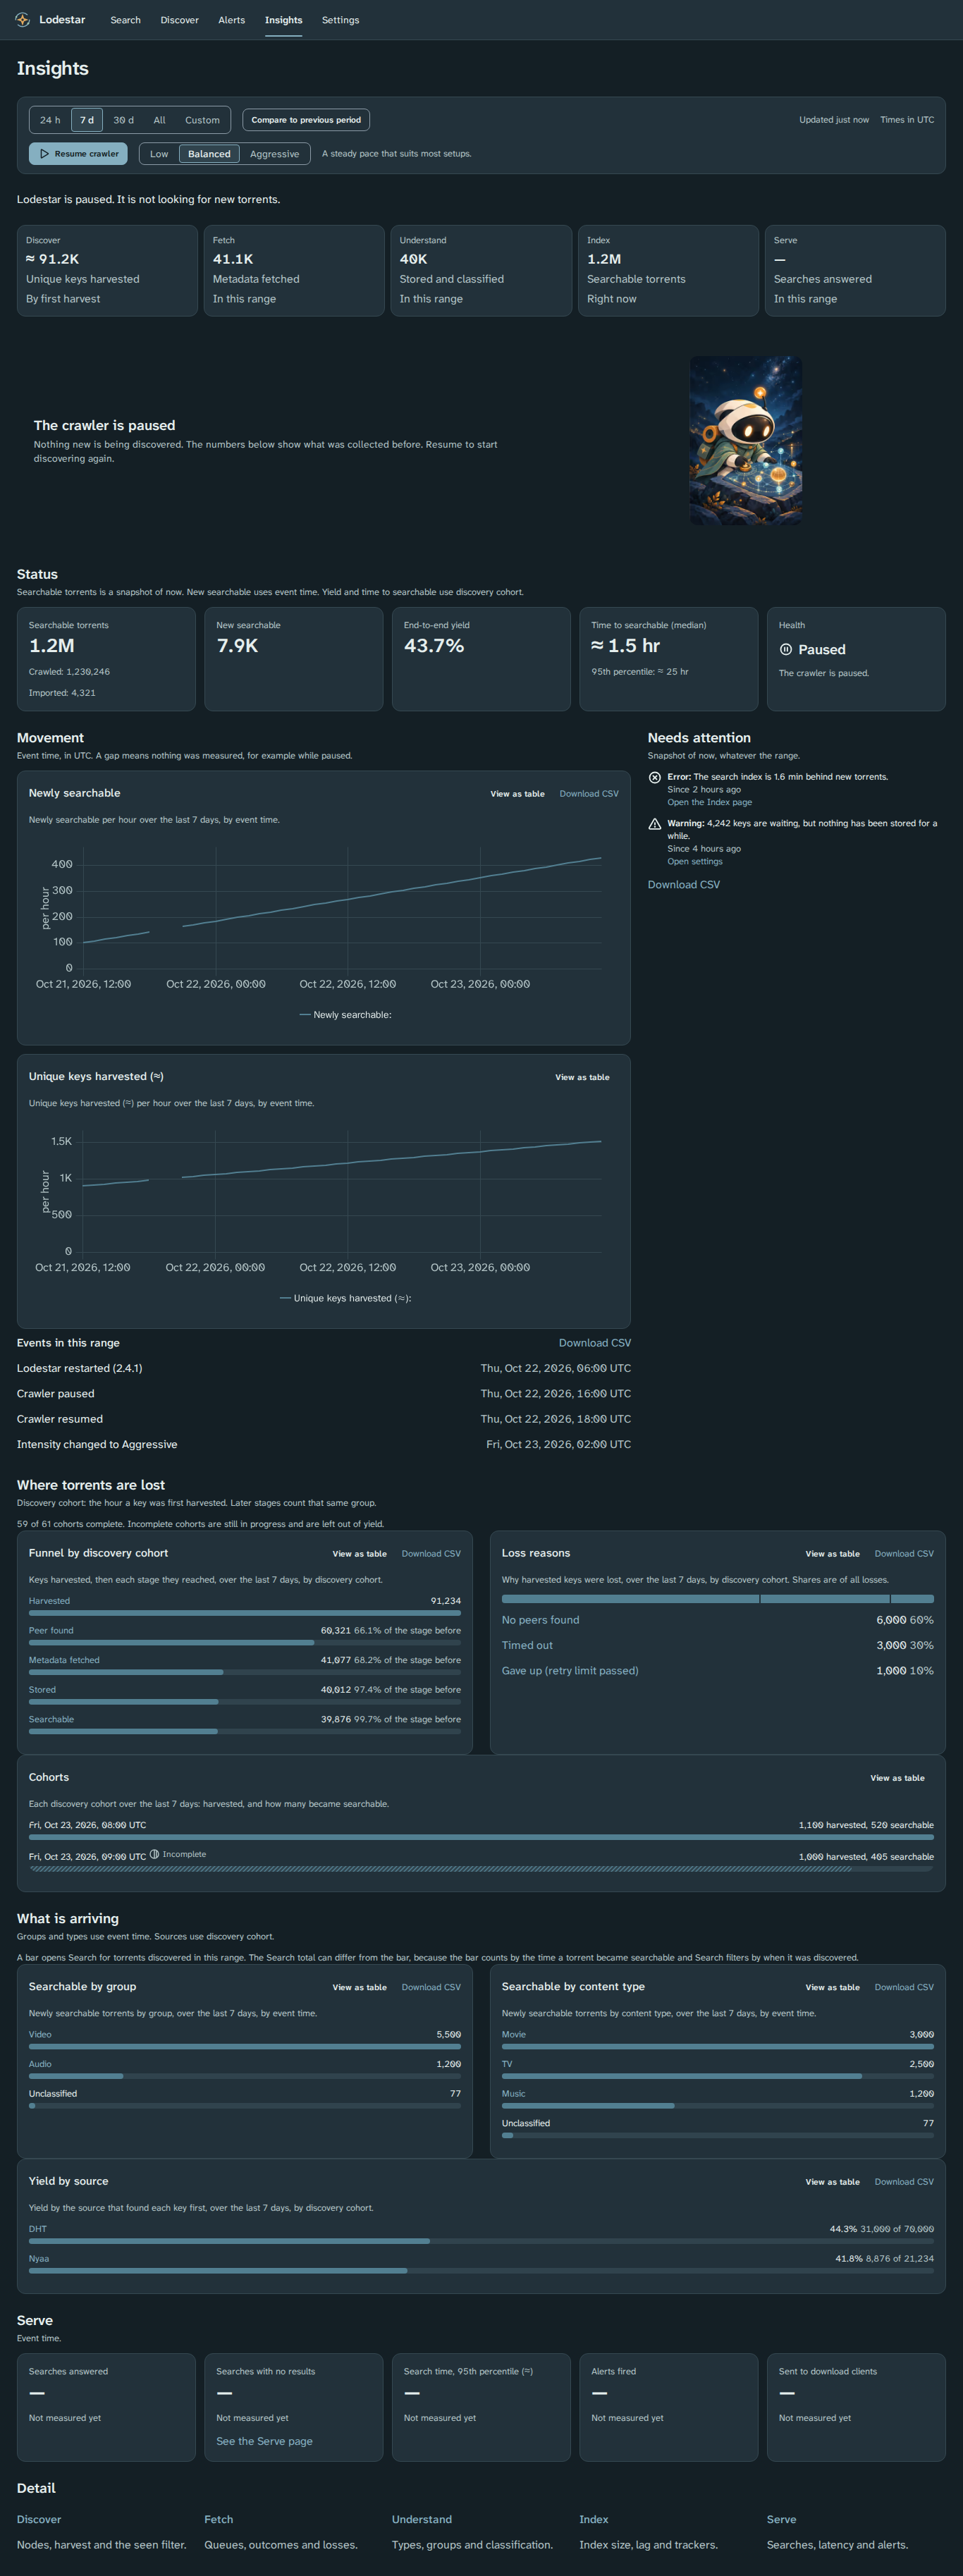 Lodestar
Search
Discover
Alerts
Insights
Settings
Insights
24 h
7 d
30 d
All
Custom
Compare to previous period
Updated just now
Times in UTC
Resume crawler
Low
Balanced
Aggressive
A steady pace that suits most setups.
Lodestar is paused. It is not looking for new torrents.
Discover
≈ 91.2K
Unique keys harvested
By first harvest
Fetch
41.1K
Metadata fetched
In this range
Understand
40K
Stored and classified
In this range
Index
1.2M
Searchable torrents
Right now
Serve
—
Searches answered
In this range
The crawler is paused
Nothing new is being discovered. The numbers below show what was collected before. Resume to start
discovering again.
Status
Searchable torrents is a snapshot of now. New searchable uses event time. Yield and time to searchable use discovery cohort.
Searchable torrents
1.2M
Crawled: 1,230,246
Imported: 4,321
New searchable
7.9K
End-to-end yield
43.7%
Time to searchable (median)
≈ 1.5 hr
95th percentile: ≈ 25 hr
Health
Paused
The crawler is paused.
Movement
Event time, in UTC. A gap means nothing was measured, for example while paused.
Newly searchable
View as table
Download CSV
Newly searchable per hour over the last 7 days, by event time.
per hour
400
300
200
100
0
Oct 21, 2026, 12:00
Oct 22, 2026, 00:00
Oct 22, 2026, 12:00
Oct 23, 2026, 00:00
Newly searchable:
Unique keys harvested (≈)
View as table
Unique keys harvested (≈) per hour over the last 7 days, by event time.
per hour
1.5K
1K
500
0
Oct 21, 2026, 12:00
Oct 22, 2026, 00:00
Oct 22, 2026, 12:00
Oct 23, 2026, 00:00
Unique keys harvested (≈):
Needs attention
Snapshot of now, whatever the range.
Error: The search index is 1.6 min behind new torrents.
Since 2 hours ago
Open the Index page
Warning: 4,242 keys are waiting, but nothing has been stored for a
while.
Since 4 hours ago
Open settings
Download CSV
Events in this range
Download CSV
Lodestar restarted (2.4.1)
Thu, Oct 22, 2026, 06:00 UTC
Crawler paused
Thu, Oct 22, 2026, 16:00 UTC
Crawler resumed
Thu, Oct 22, 2026, 18:00 UTC
Intensity changed to Aggressive
Fri, Oct 23, 2026, 02:00 UTC
Where torrents are lost
Discovery cohort: the hour a key was first harvested. Later stages count that same group.
59 of 61 cohorts complete. Incomplete cohorts are still in progress and are left out of yield.
Funnel by discovery cohort
View as table
Download CSV
Keys harvested, then each stage they reached, over the last 7 days, by discovery cohort.
Harvested
91,234
Peer found
60,321 66.1% of the stage before
Metadata fetched
41,077 68.2% of the stage before
Stored
40,012 97.4% of the stage before
Searchable
39,876 99.7% of the stage before
Loss reasons
View as table
Download CSV
Why harvested keys were lost, over the last 7 days, by discovery cohort. Shares are of all losses.
No peers found
6,000 60%
Timed out
3,000 30%
Gave up (retry limit passed)
1,000 10%
Cohorts
View as table
Each discovery cohort over the last 7 days: harvested, and how many became searchable.
Fri, Oct 23, 2026, 08:00 UTC
1,100 harvested, 520 searchable
Fri, Oct 23, 2026, 09:00 UTC
Incomplete
1,000 harvested, 405 searchable
What is arriving
Groups and types use event time. Sources use discovery cohort.
A bar opens Search for torrents discovered in this range. The Search total can differ from the bar, because the bar counts by the time a torrent became searchable and Search filters by when it was discovered.
Searchable by group
View as table
Download CSV
Newly searchable torrents by group, over the last 7 days, by event time.
Video
5,500
Audio
1,200
Unclassified
77
Searchable by content type
View as table
Download CSV
Newly searchable torrents by content type, over the last 7 days, by event time.
Movie
3,000
TV
2,500
Music
1,200
Unclassified
77
Yield by source
View as table
Download CSV
Yield by the source that found each key first, over the last 7 days, by discovery cohort.
DHT
44.3% 31,000 of 70,000
Nyaa
41.8% 8,876 of 21,234
Serve
Event time.
Searches answered
—
Not measured yet
Searches with no results
—
Not measured yet
See the Serve page
Search time, 95th percentile (≈)
—
Not measured yet
Alerts fired
—
Not measured yet
Sent to download clients
—
Not measured yet
Detail
Discover
Nodes, harvest and the seen filter.
Fetch
Queues, outcomes and losses.
Understand
Types, groups and classification.
Index
Index size, lag and trackers.
Serve
Searches, latency and alerts.